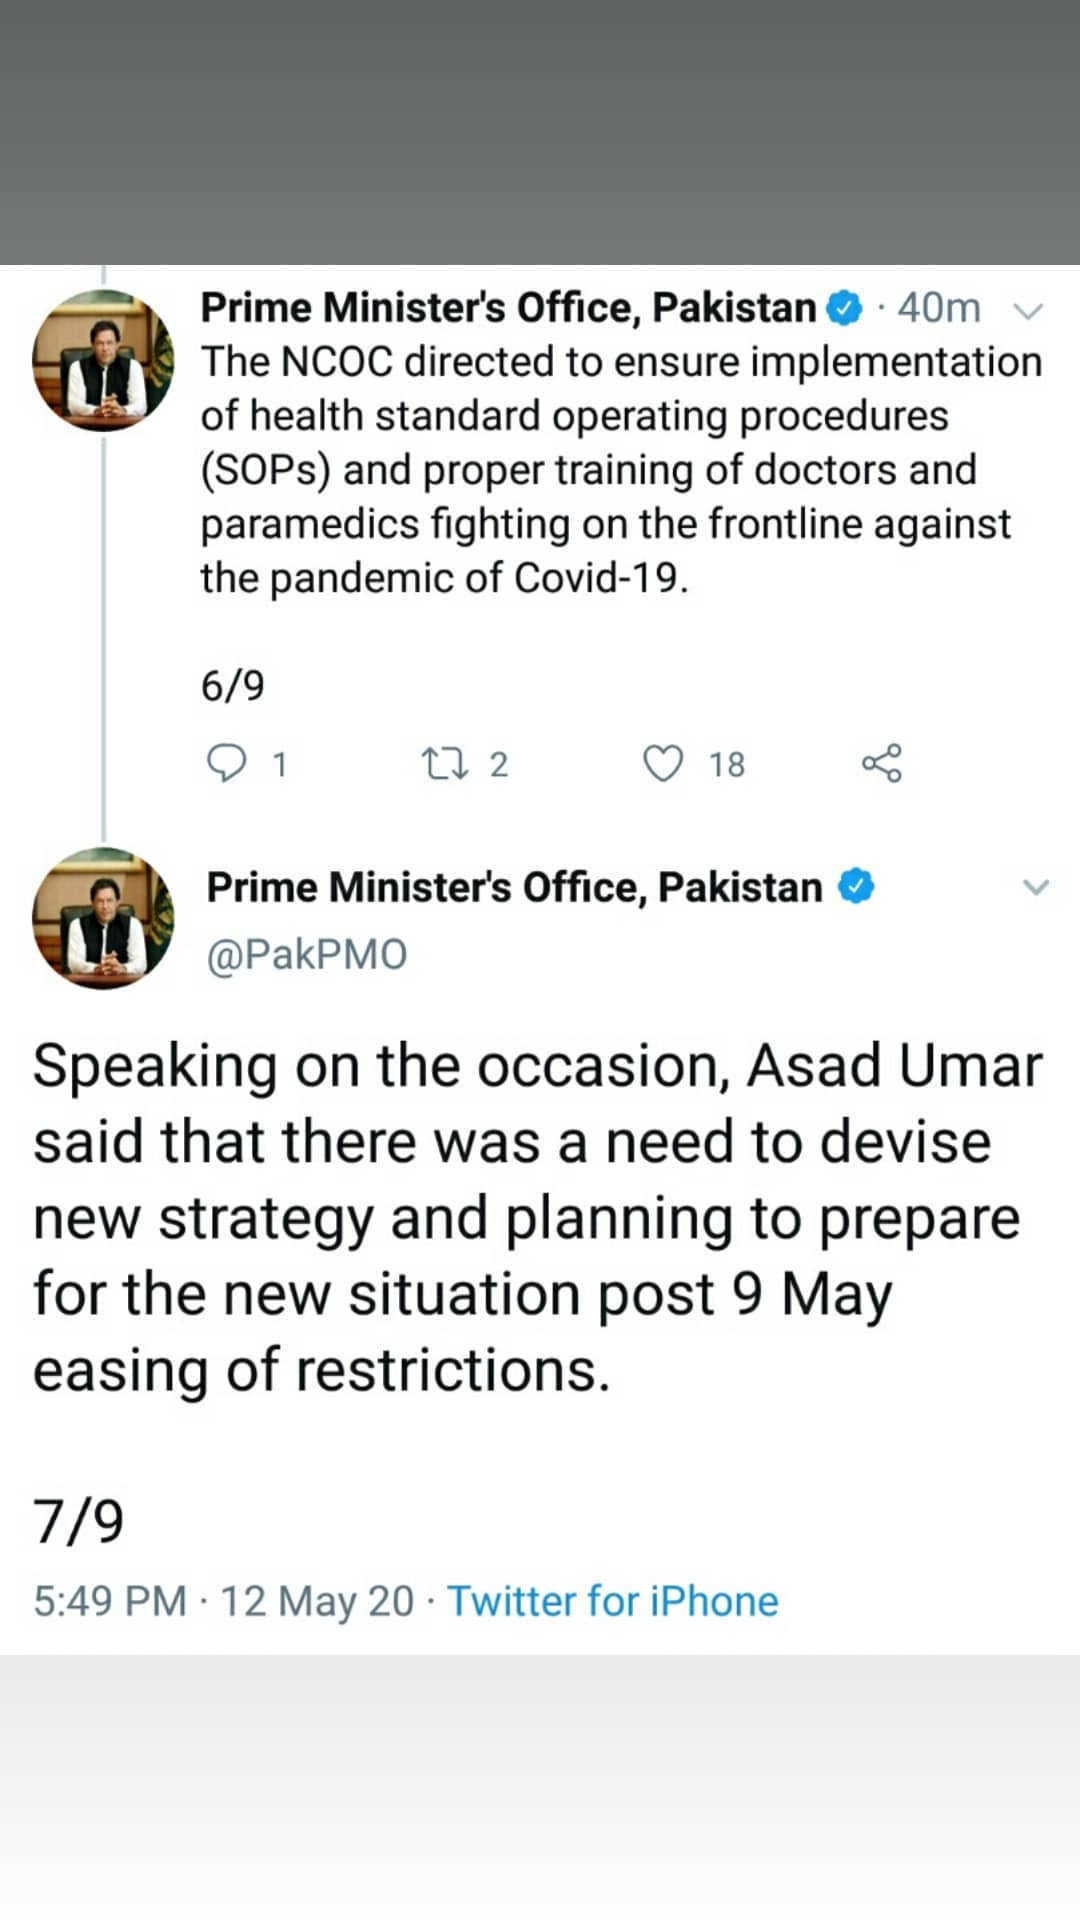 Prime Minister's Office, Pakistan · 40m
The NCOC directed to ensure implementation
of health standard operating procedures
(SOPs) and proper training of doctors and
paramedics fighting on the frontline against
the pandemic of Covid-19.
6/9
1 2 18
Prime Minister's Office, Pakistan
@PakPMO
Speaking on the occasion, Asad Umar
said that there was a need to devise
new strategy and planning to prepare
for the new situation post 9 May
easing of restrictions.
7/9
5:49 PM · 12 May 20 · Twitter for iPhone